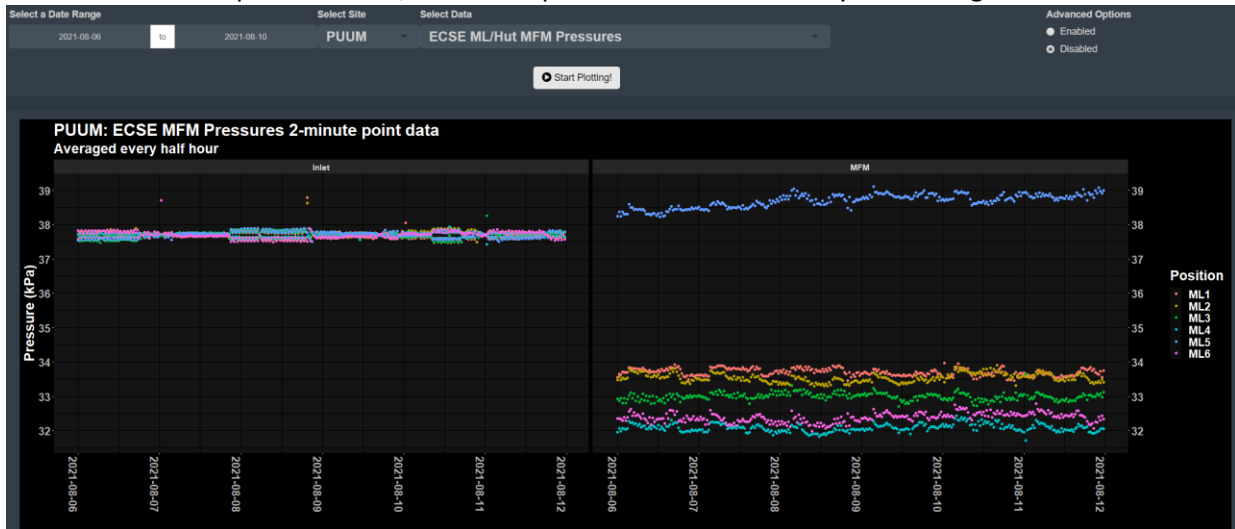 Select a Date Range Select Site Select Data Advanced Options
2021-08-06 to 2021-08-10 PUUM ECSE ML/Hut MFM Pressures Enabled
Disabled
Start Plotting!
PUUM: ECSE MFM Pressures 2-minute point data
Averaged every half hour
Inlet MFM
Pressure (kPa)
39
38
37
36
35
34
33
32
39
38
37
36
35
34
33
32
2021-08-06 2021-08-07 2021-08-08 2021-08-09 2021-08-10 2021-08-11 2021-08-12
2021-08-06 2021-08-07 2021-08-08 2021-08-09 2021-08-10 2021-08-11 2021-08-12
Position
ML1
ML2
ML3
ML4
ML5
ML6